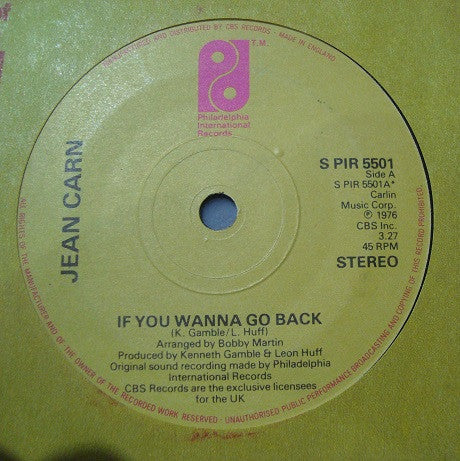 MANUFACTURED AND DISTRIBUTED BY CBS RECORDS - MADE IN ENGLAND
T.M.
Philadelphia
International
Records
JEAN CARN
S PIR 5501
Side A
S PIR 5501A*
Carlin
Music Corp.
℗ 1976
CBS Inc.
3.27
45 RPM
STEREO
IF YOU WANNA GO BACK
(K. Gamble/L. Huff)
Arranged by Bobby Martin
Produced by Kenneth Gamble & Leon Huff
Original sound recording made by Philadelphia
International Records
CBS Records are the exclusive licensees
for the UK
ALL RIGHTS OF THE MANUFACTURER AND OF THE OWNER OF THE RECORDED WORK RESERVED - UNAUTHORISED PUBLIC PERFORMANCE BROADCASTING AND COPYING OF THIS RECORD PROHIBITED.